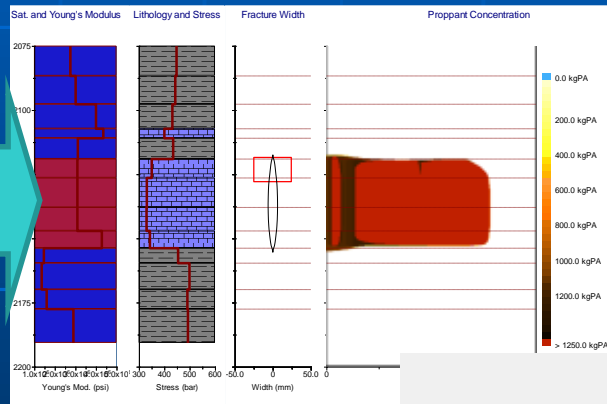 Sat. and Young's Modulus Lithology and Stress Fracture Width Proppant Concentration
2075
2100
2175
2200
300 400 500 600
-50.0 50.0
0
Young's Mod. (psi) Stress (bar) Width (mm)
0.0 kgPA
200.0 kgPA
400.0 kgPA
600.0 kgPA
800.0 kgPA
1000.0 kgPA
1200.0 kgPA
> 1250.0 kgPA